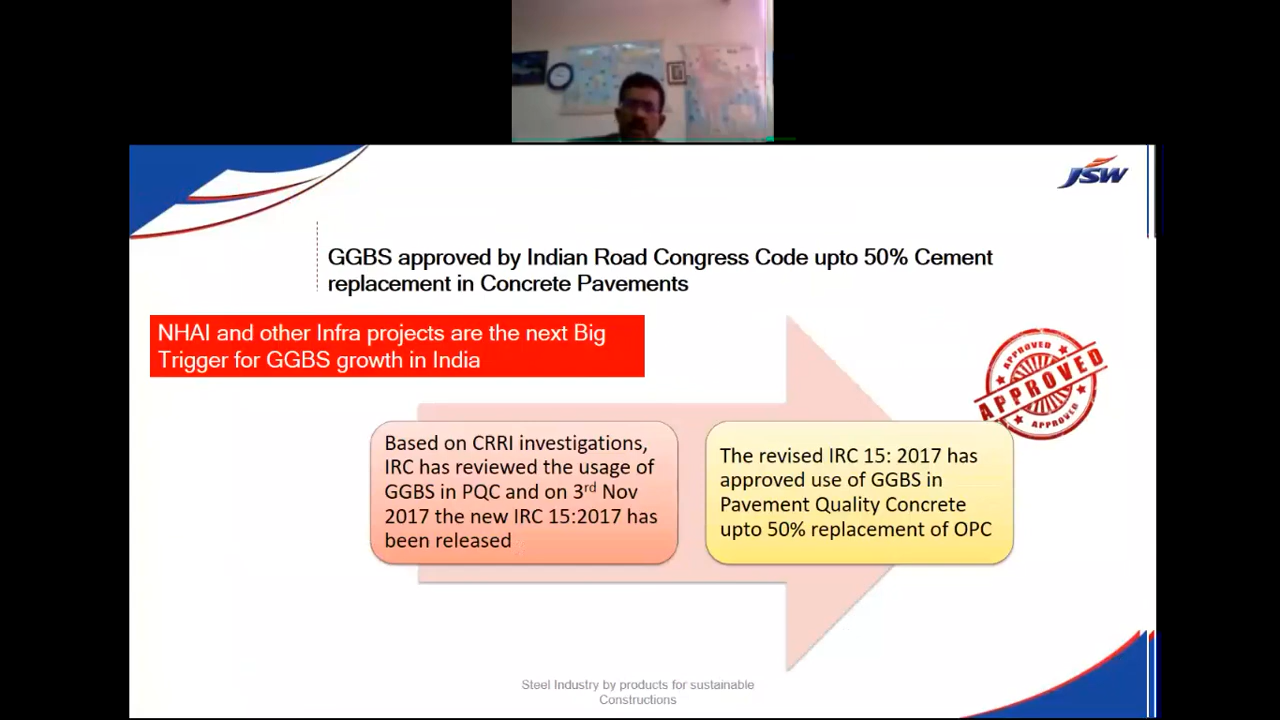 JSW
GGBS approved by Indian Road Congress Code upto 50% Cement
replacement in Concrete Pavements
NHAI and other Infra projects are the next Big
Trigger for GGBS growth in India
APPROVED
APPROVED
APPROVED
Based on CRRI investigations,
IRC has reviewed the usage of
GGBS in PQC and on 3rd Nov
2017 the new IRC 15:2017 has
been released
The revised IRC 15: 2017 has
approved use of GGBS in
Pavement Quality Concrete
upto 50% replacement of OPC
Steel Industry by products for sustainable
Constructions